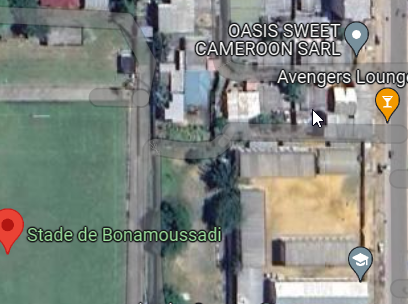 OASIS SWEET
CAMEROON SARL
Avengers Lounge
Stade de Bonamoussadi